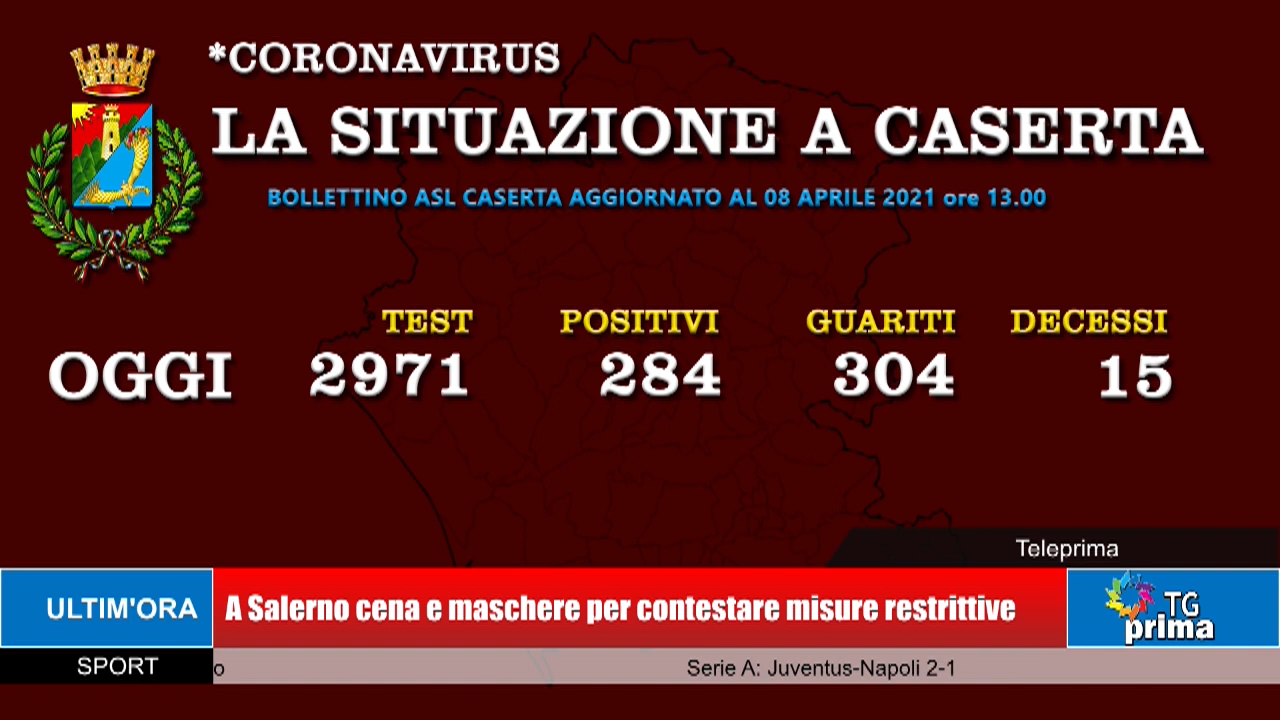 *CORONAVIRUS
LA SITUAZIONE A CASERTA
BOLLETTINO ASL CASERTA AGGIORNATO AL 08 APRILE 2021 ore 13.00
TEST POSITIVI GUARITI DECESSI
OGGI 2971 284 304 15
Teleprima
ULTIM'ORA A Salerno cena e maschere per contestare misure restrittive
TG
prima
SPORT o Serie A: Juventus-Napoli 2-1